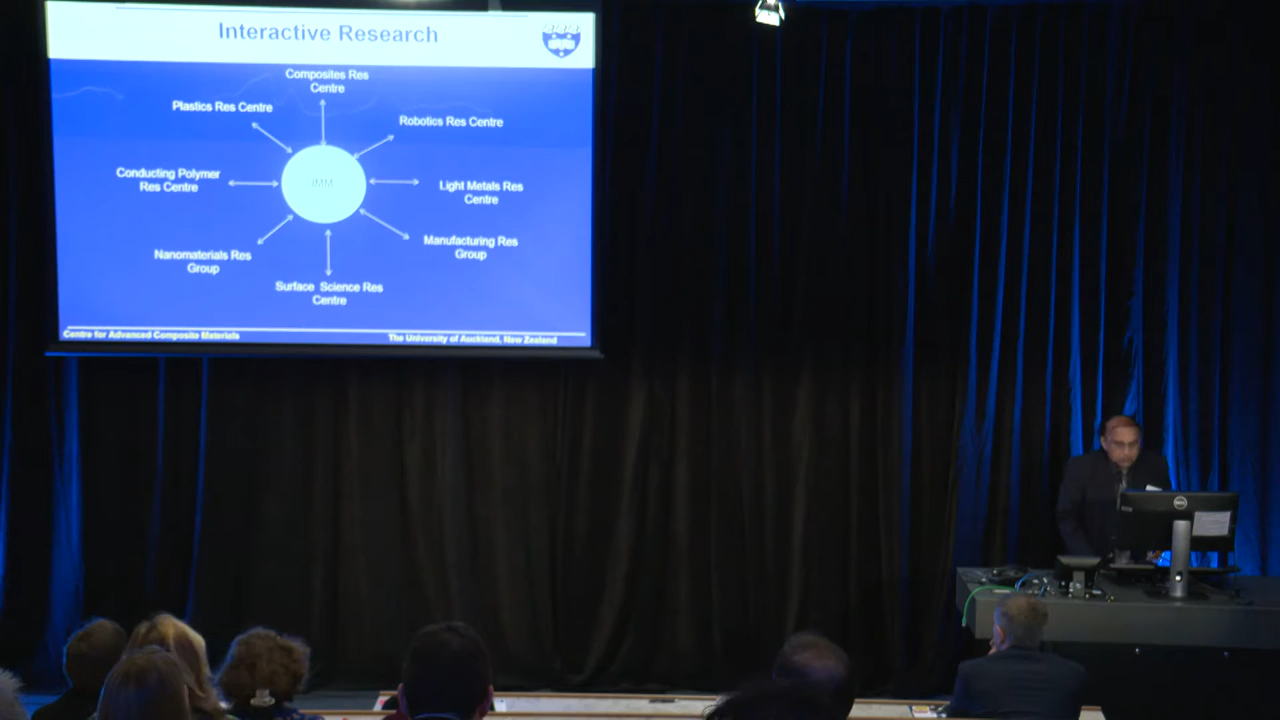 Interactive Research
Composites Res
Centre
Plastics Res Centre
Robotics Res Centre
Conducting Polymer
Res Centre
IMM
Light Metals Res
Centre
Nanomaterials Res
Group
Manufacturing Res
Group
Surface Science Res
Centre
Centre for Advanced Composite Materials
The University of Auckland, New Zealand
DELL